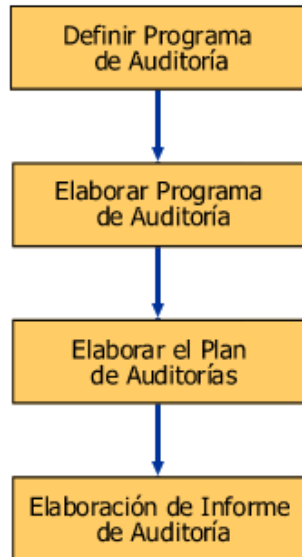 Definir Programa
de Auditoría
Elaborar Programa
de Auditoría
Elaborar el Plan
de Auditorías
Elaboración de Informe
de Auditoría